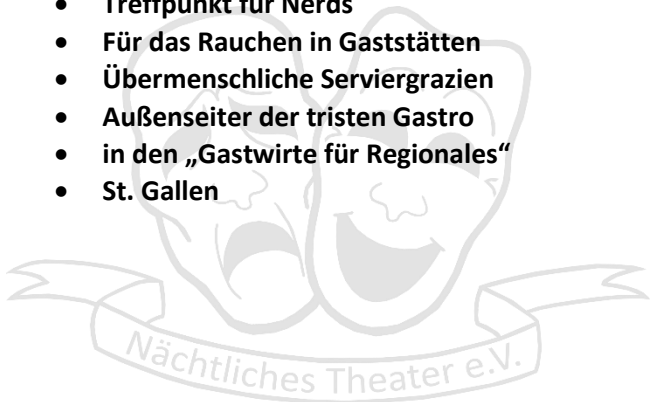 Treffpunkt für Nerds
Für das Rauchen in Gaststätten
Übermenschliche Serviergrazien
Außenseiter der tristen Gastro
in den „Gastwirte für Regionales“
St. Gallen
Nächtliches Theater e.V.